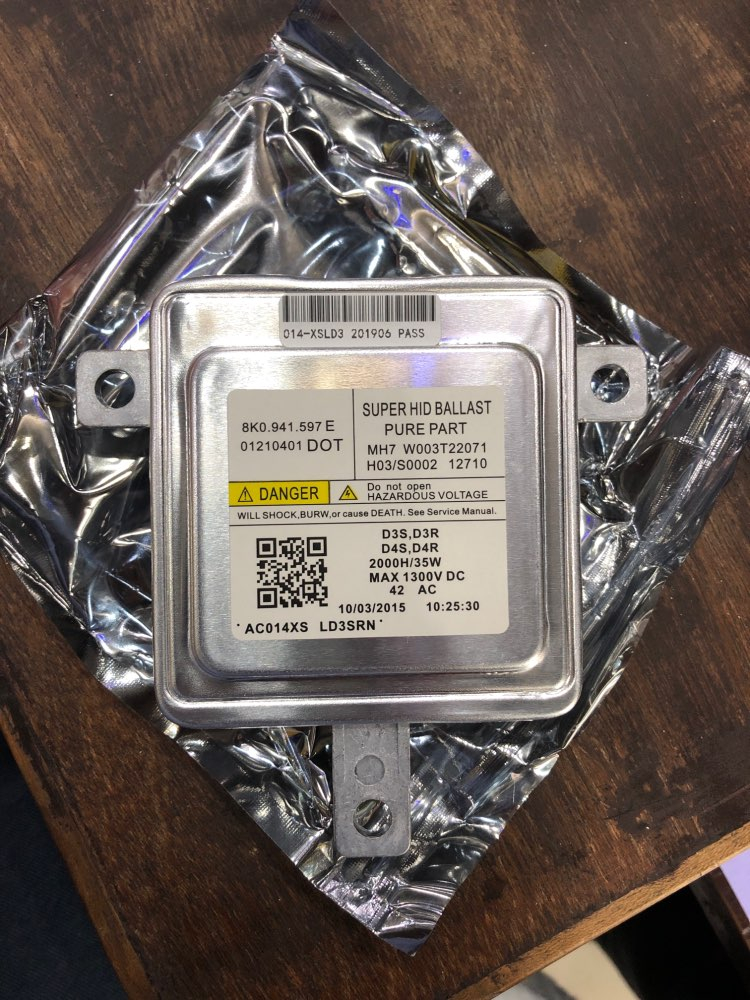 014-XSLD3 201906 PASS
8K0.941.597 E
01210401 DOT
SUPER HID BALLAST
PURE PART
MH7 W003T22071
H03/S0002 12710
DANGER
Do not open
HAZARDOUS VOLTAGE
WILL SHOCK,BURW,or cause DEATH. See Service Manual.
D3S,D3R
D4S,D4R
2000H/35W
MAX 1300V DC
42 AC
10/03/2015 10:25:30
* AC014XS LD3SRN *